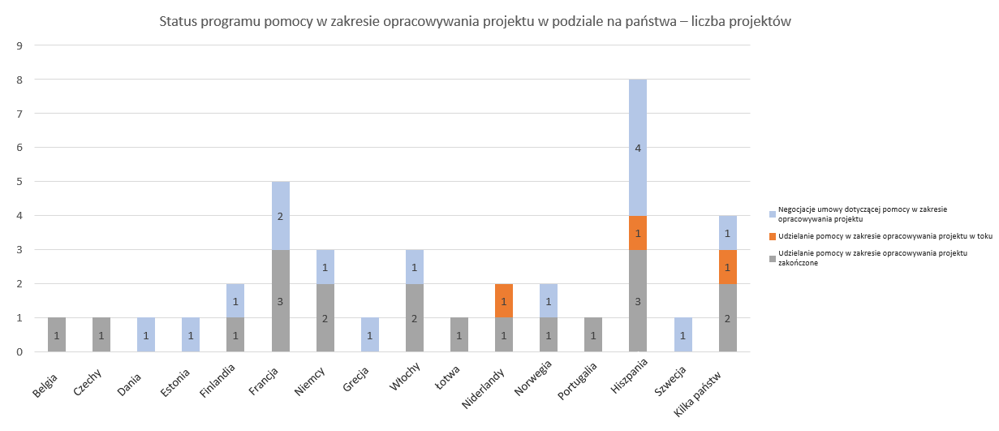 Status programu pomocy w zakresie opracowywania projektu w podziale na państwa – liczba projektów
9
8
7
6
5
4
3
2
1
0
1
1
1
1
1
1
2
3
1
2
1
1
2
1
1
1
1
1
1
4
1
3
1
1
1
2
Belgia
Czechy
Dania
Estonia
Finlandia
Francja
Niemcy
Grecja
Włochy
Łotwa
Niderlandy
Norwegia
Portugalia
Hiszpania
Szwecja
Kilka państw
Negocjacje umowy dotyczącej pomocy w zakresie
opracowywania projektu
Udzielanie pomocy w zakresie opracowywania projektu w toku
Udzielanie pomocy w zakresie opracowywania projektu
zakończone